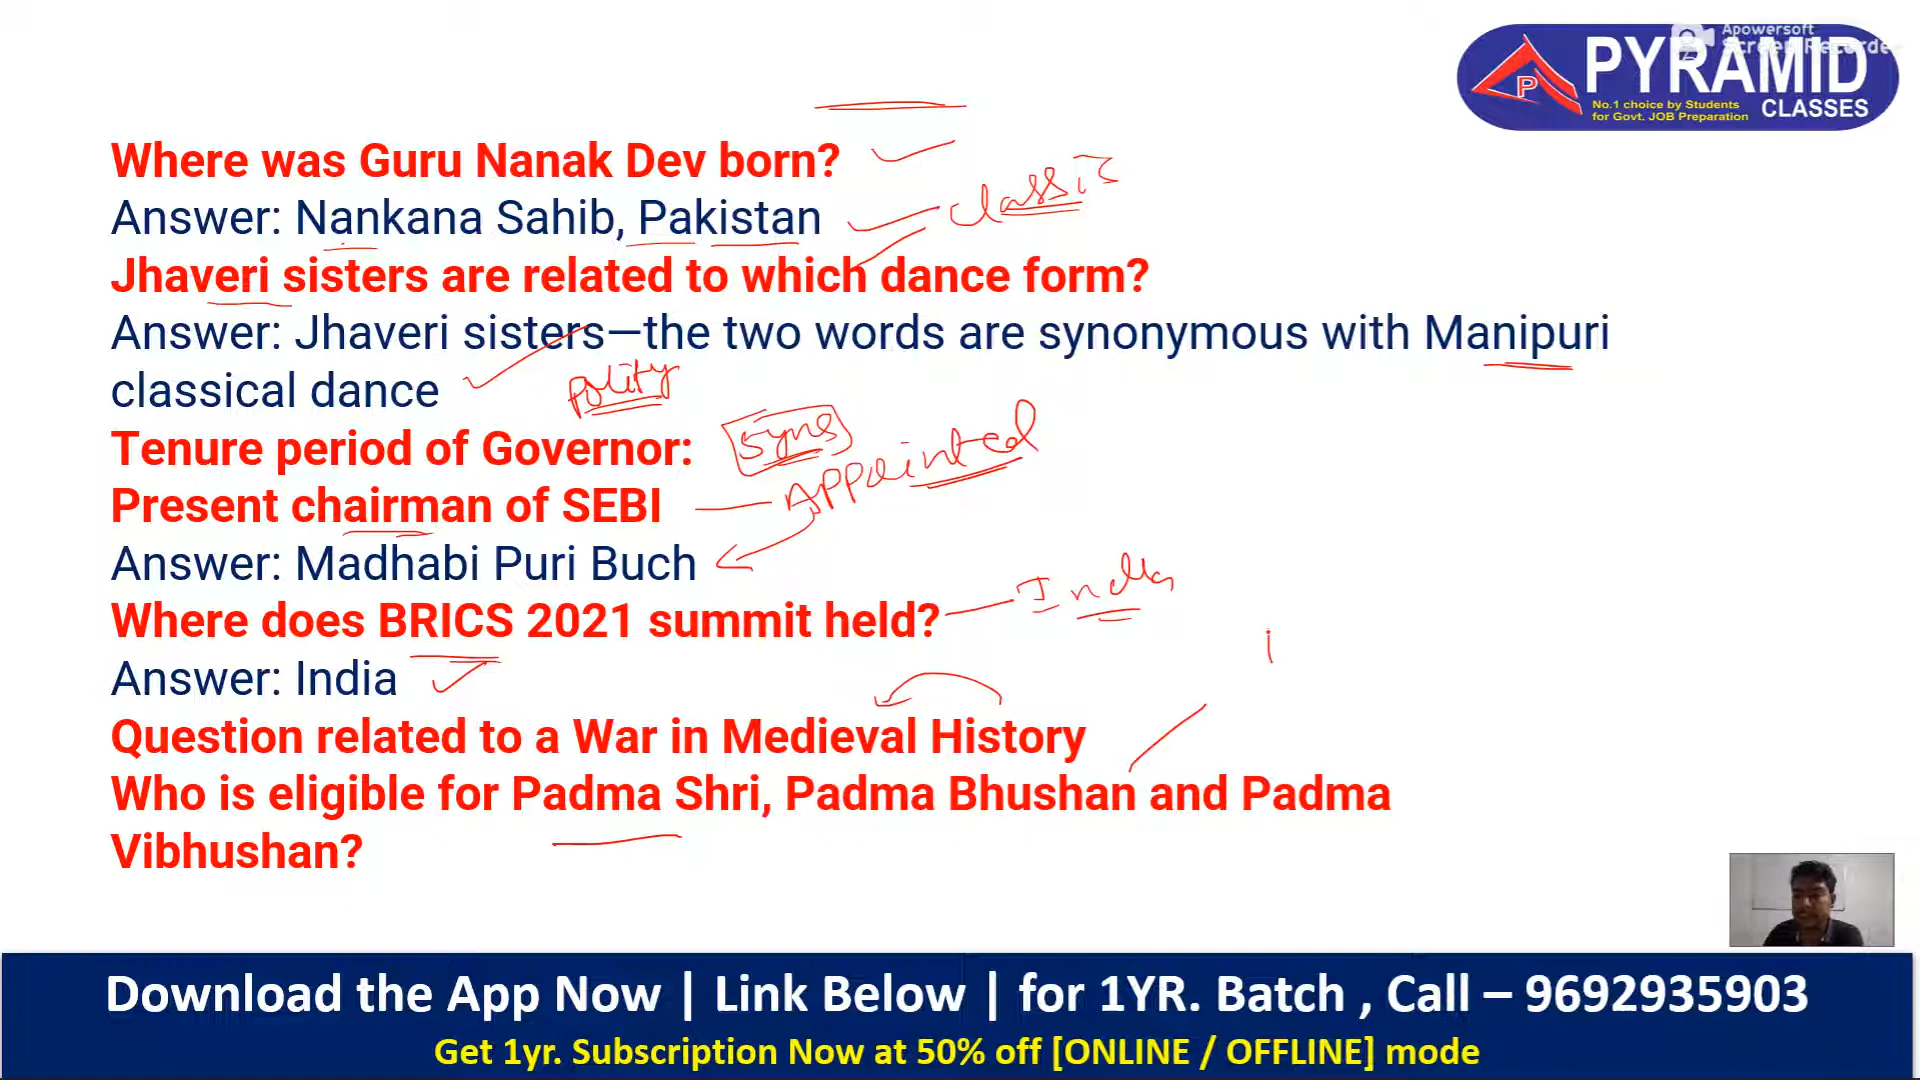 Apowersoft
Screen Recorder
PYRAMID
CLASSES
No.1 choice by Students
for Govt. JOB Preparation
P
Where was Guru Nanak Dev born?
classic
Answer: Nankana Sahib, Pakistan
Jhaveri sisters are related to which dance form?
Answer: Jhaveri sisters—the two words are synonymous with Manipuri
classical dance
polity
Tenure period of Governor:
5yrs
Appointed
Present chairman of SEBI
Answer: Madhabi Puri Buch
Where does BRICS 2021 summit held?
India
Answer: India
Question related to a War in Medieval History
Who is eligible for Padma Shri, Padma Bhushan and Padma
Vibhushan?
Download the App Now | Link Below | for 1YR. Batch , Call – 9692935903
Get 1yr. Subscription Now at 50% off [ONLINE / OFFLINE] mode